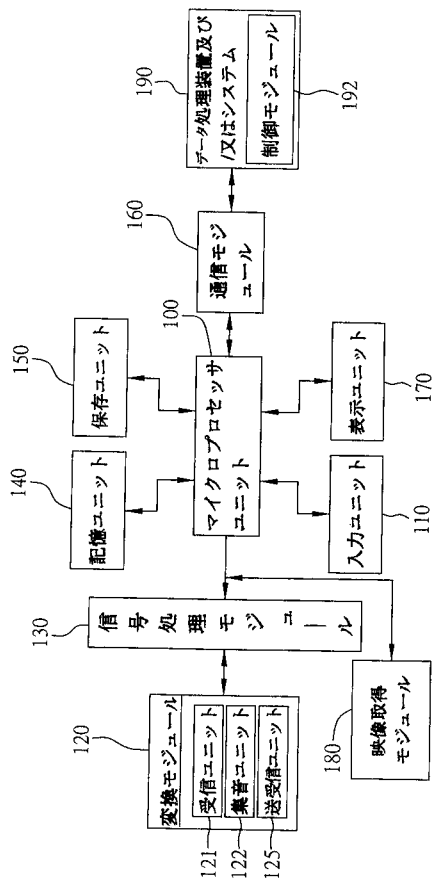 190
データ処理装置及び
/又はシステム
制御モジュール
192
160
通信モジ
ュール
150
保存ユニット
100
マイクロプロセッサ
ユニット
170
表示ユニット
140
記憶ユニット
110
入力ユニット
130
信号処理モジュール
120
変換モジュール
受信ユニット
121
集音ユニット
122
送受信ユニット
125
180
映像取得
モジュール